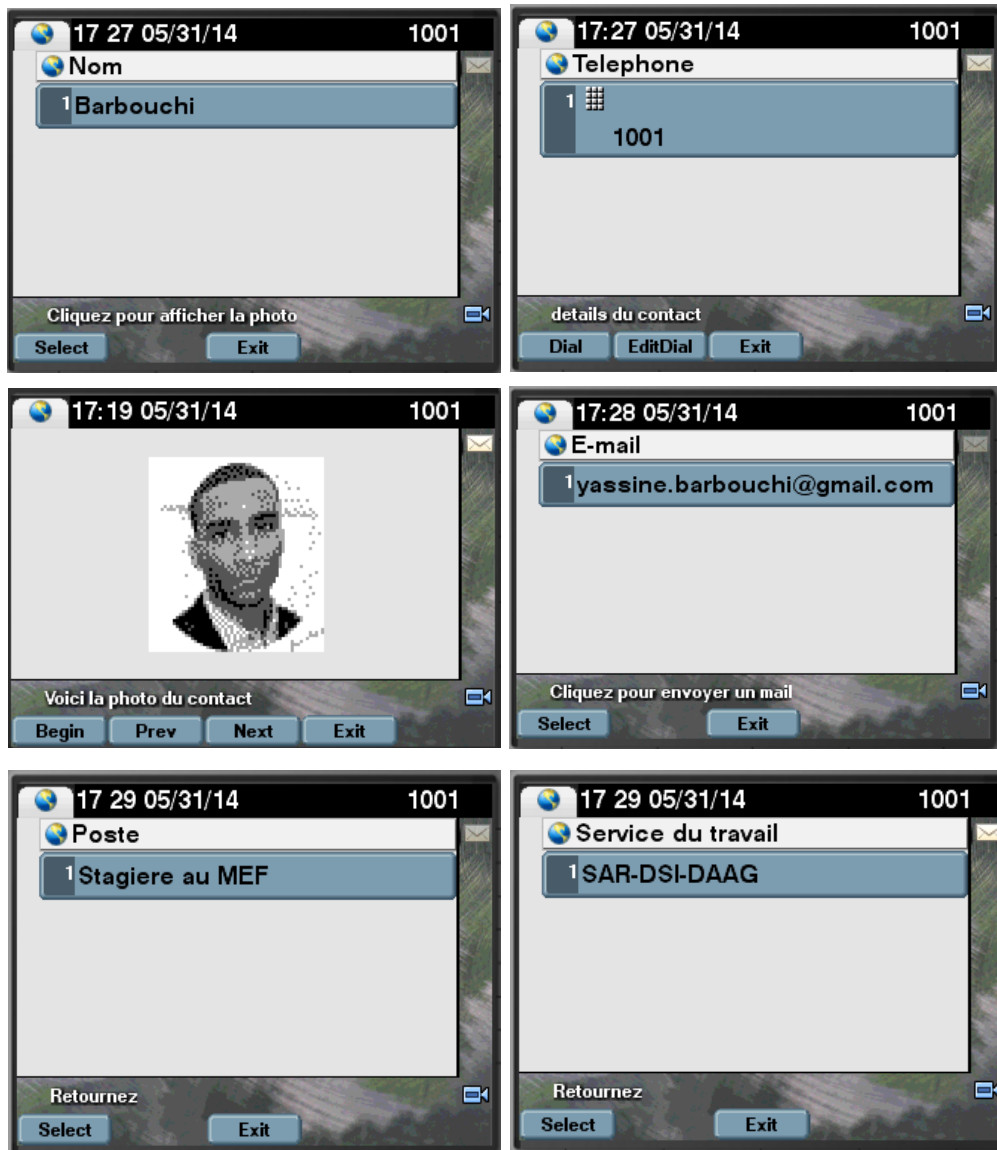 17 27 05/31/14 1001
Nom
1 Barbouchi
Cliquez pour afficher la photo
Select Exit
17:27 05/31/14 1001
Telephone
1
1001
details du contact
Dial EditDial Exit
17:19 05/31/14 1001
Voici la photo du contact
Begin Prev Next Exit
17:28 05/31/14 1001
E-mail
1 yassine.barbouchi@gmail.com
Cliquez pour envoyer un mail
Select Exit
17 29 05/31/14 1001
Poste
1 Stagiere au MEF
Retournez
Select Exit
17 29 05/31/14 1001
Service du travail
1 SAR-DSI-DAAG
Retournez
Select Exit